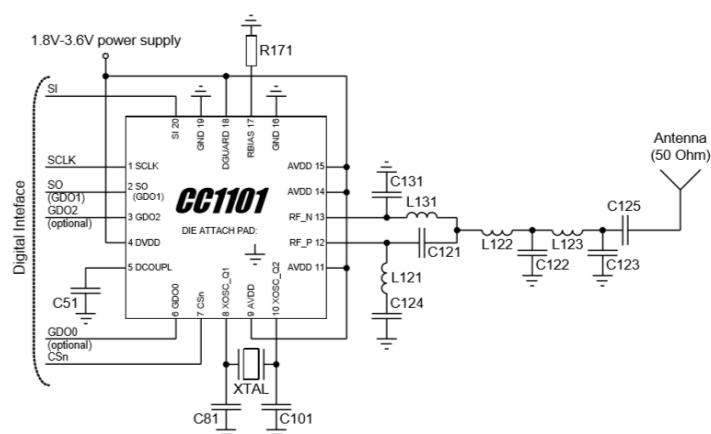 1.8V-3.6V power supply
R171
SI
SI 20
GND 19
DGUARD 18
RBIAS 17
GND 16
Antenna
(50 Ohm)
Digital Inteface
SCLK
1 SCLK
AVDD 15
SO
(GDO1)
2 SO
(GDO1)
CC1101
AVDD 14
C131
L131
C125
GDO2
(optional)
3 GDO2
DIE ATTACH PAD:
RF_N 13
4 DVDD
RF_P 12
C121
L122
L123
C122
C123
5 DCOUPL
AVDD 11
L121
C124
C51
6 GDO0
7 CSn
8 XOSC_Q1
9 AVDD
10 XOSC_Q2
GDO0
(optional)
CSn
XTAL
C81
C101